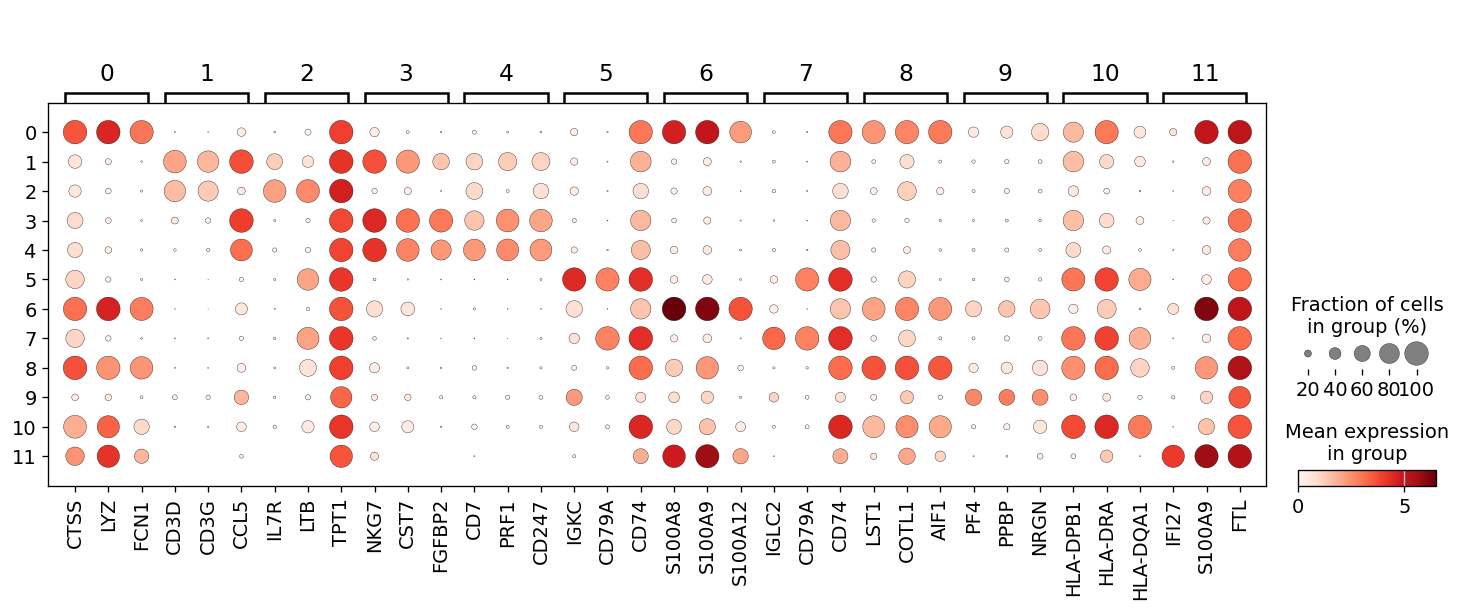 0 1 2 3 4 5 6 7 8 9 10 11
0
1
2
3
4
5
6
7
8
9
10
11
CTSS LYZ FCN1 CD3D CD3G CCL5 IL7R LTB TPT1 NKG7 CST7 FGFBP2 CD7 PRF1 CD247 IGKC CD79A CD74 S100A8 S100A9 S100A12 IGLC2 CD79A CD74 LST1 COTL1 AIF1 PF4 PPBP NRGN HLA-DPB1 HLA-DRA HLA-DQA1 IFI27 S100A9 FTL
Fraction of cells
in group (%)
20 40 60 80 100
Mean expression
in group
0 5